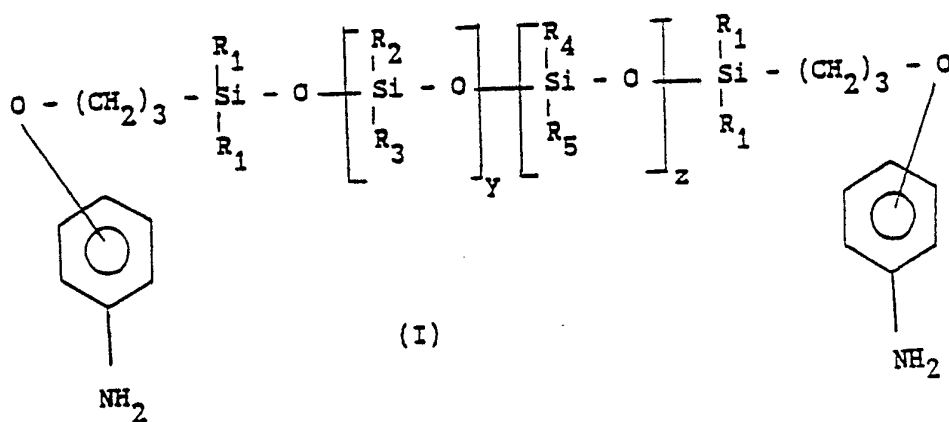 R₁ R₂ R₄ R₁
O - (CH₂)₃ - Si - O - Si - O - Si - O - Si - (CH₂)₃ - O
R₁ R₃ R₅ R₁
y z
(I)
NH₂ NH₂